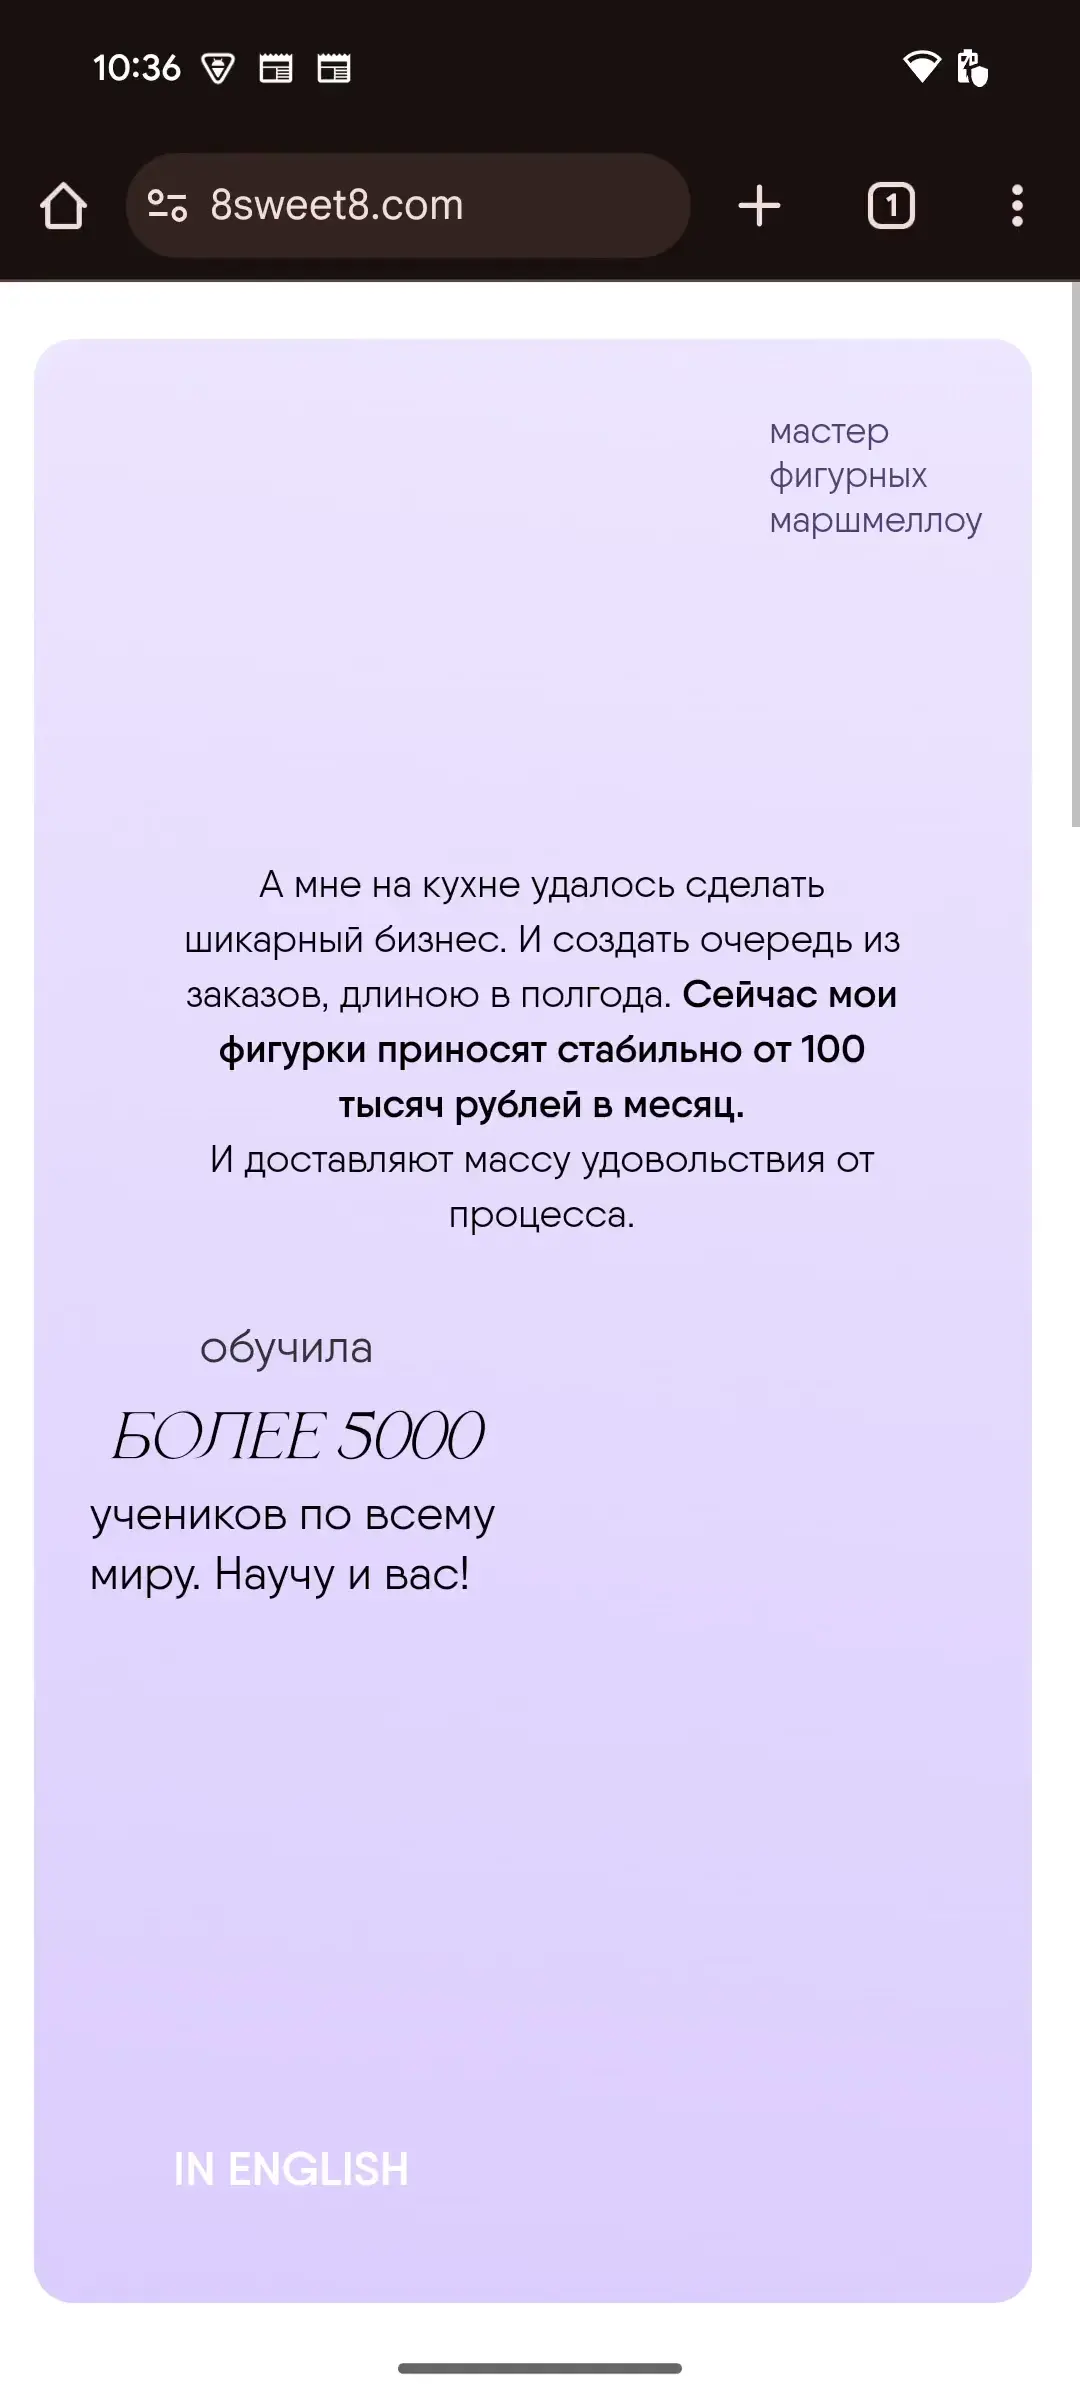 10:36
8sweet8.com
1
мастер
фигурных
маршмеллоу
А мне на кухне удалось сделать
шикарный бизнес. И создать очередь из
заказов, длиною в полгода. Сейчас мои
фигурки приносят стабильно от 100
тысяч рублей в месяц.
И доставляют массу удовольствия от
процесса.
обучила
БОЛЕЕ 5000
учеников по всему
миру. Научу и вас!
IN ENGLISH